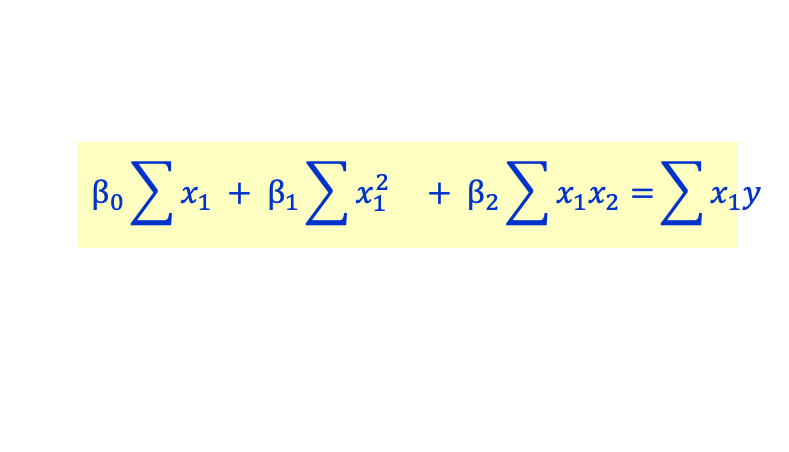 β₀∑x₁ + β₁∑x₁² + β₂∑x₁x₂ = ∑x₁y